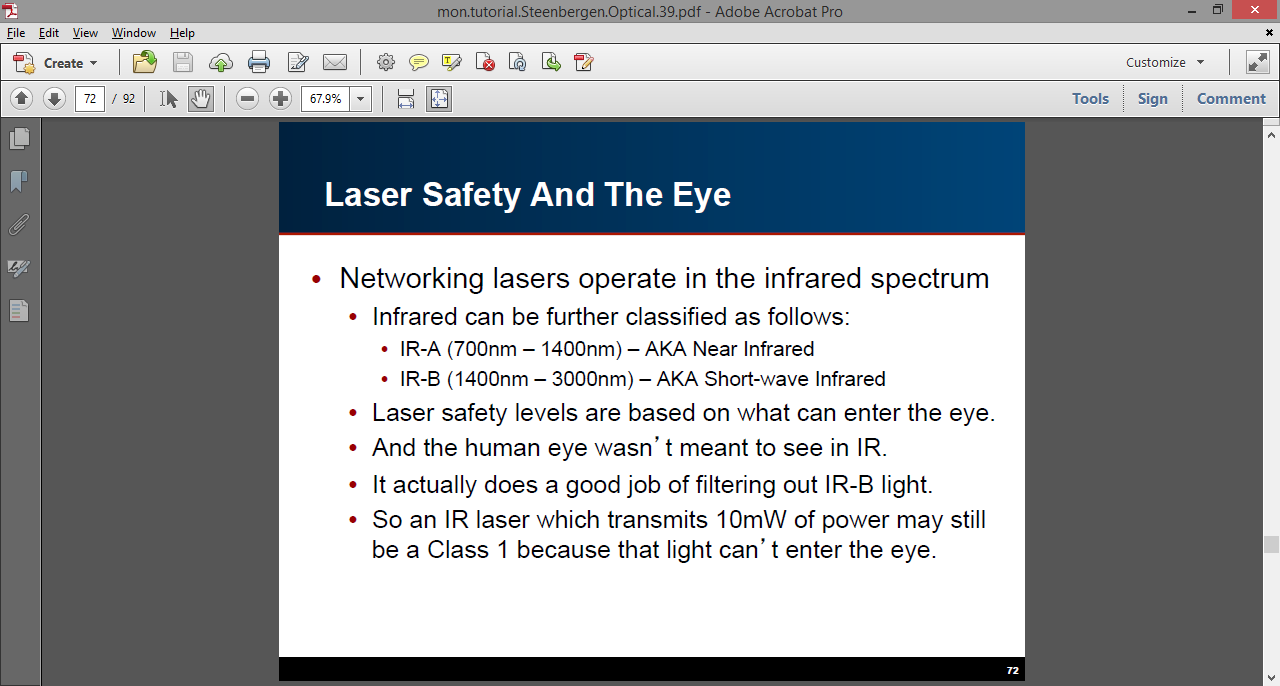 mon.tutorial.Steenbergen.Optical.39.pdf - Adobe Acrobat Pro
File Edit View Window Help
Create
Customize
72 / 92
67.9%
Tools Sign Comment
Laser Safety And The Eye
• Networking lasers operate in the infrared spectrum
• Infrared can be further classified as follows:
• IR-A (700nm – 1400nm) – AKA Near Infrared
• IR-B (1400nm – 3000nm) – AKA Short-wave Infrared
• Laser safety levels are based on what can enter the eye.
• And the human eye wasn’t meant to see in IR.
• It actually does a good job of filtering out IR-B light.
• So an IR laser which transmits 10mW of power may still
be a Class 1 because that light can’t enter the eye.
72